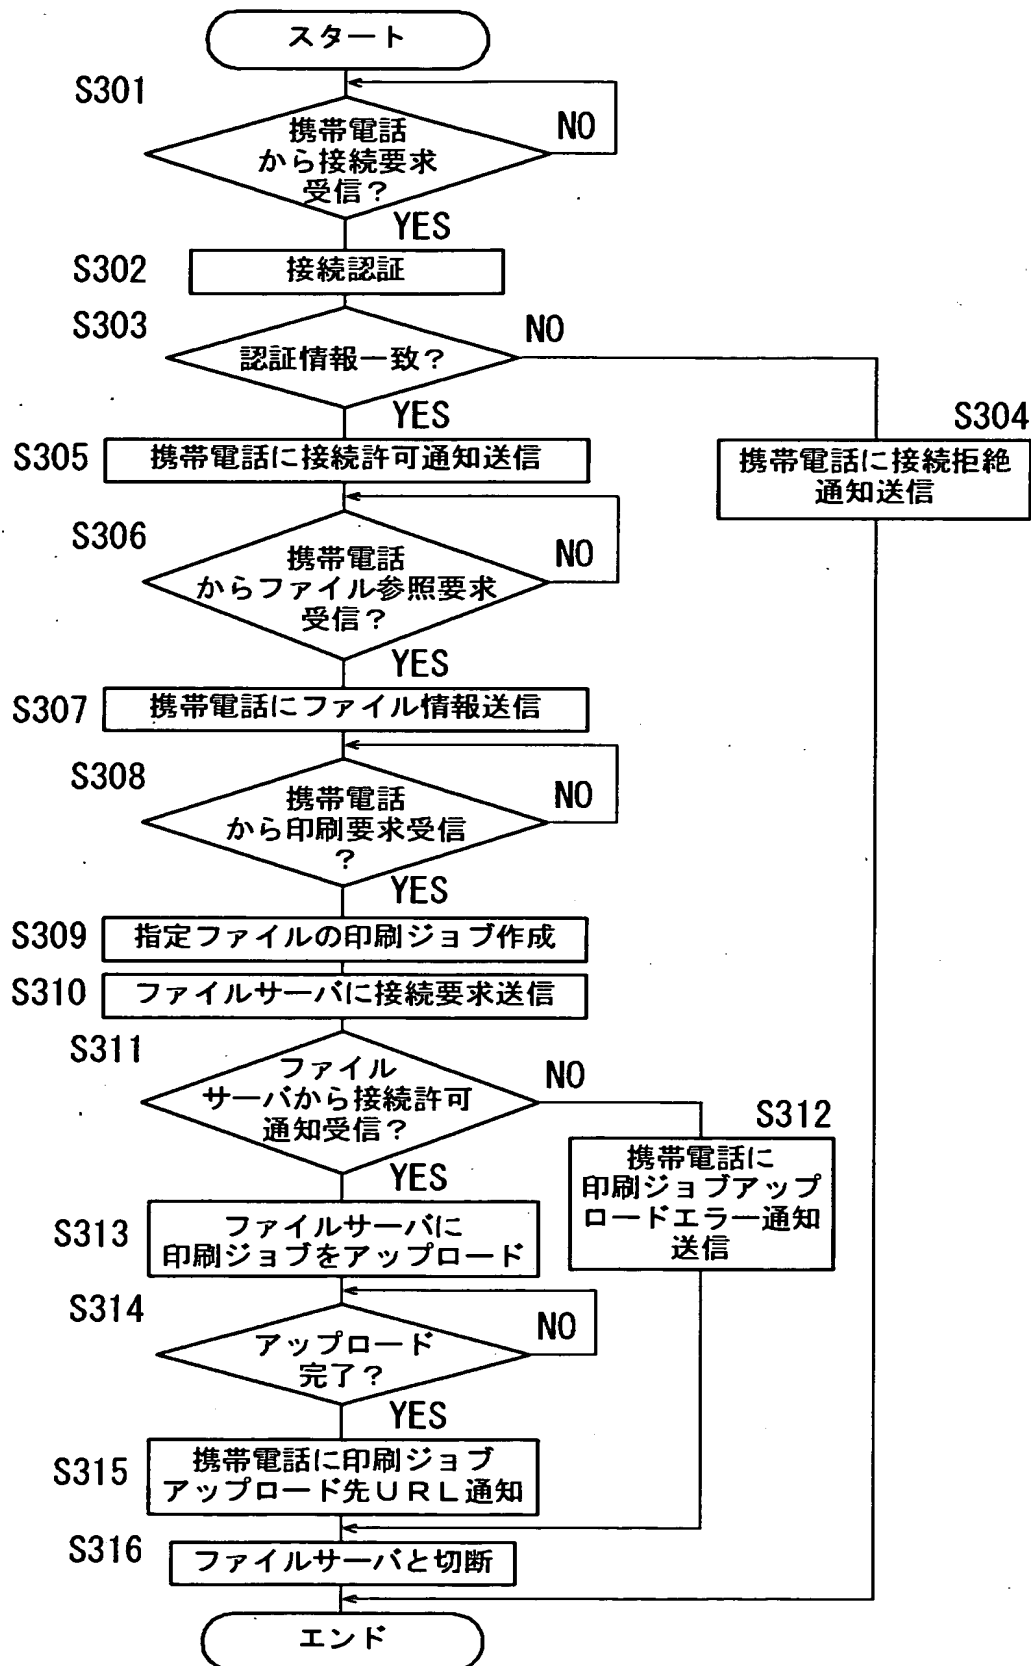 スタート
S301
携帯電話
から接続要求
受信？
NO
YES
S302
接続認証
S303
認証情報一致？
NO
YES
S304
携帯電話に接続拒絶
通知送信
S305
携帯電話に接続許可通知送信
S306
携帯電話
からファイル参照要求
受信？
NO
YES
S307
携帯電話にファイル情報送信
S308
携帯電話
から印刷要求受信
？
NO
YES
S309
指定ファイルの印刷ジョブ作成
S310
ファイルサーバに接続要求送信
S311
ファイル
サーバから接続許可
通知受信？
NO
YES
S312
携帯電話に
印刷ジョブアップ
ロードエラー通知
送信
S313
ファイルサーバに
印刷ジョブをアップロード
S314
アップロード
完了？
NO
YES
S315
携帯電話に印刷ジョブ
アップロード先ＵＲＬ通知
S316
ファイルサーバと切断
エンド